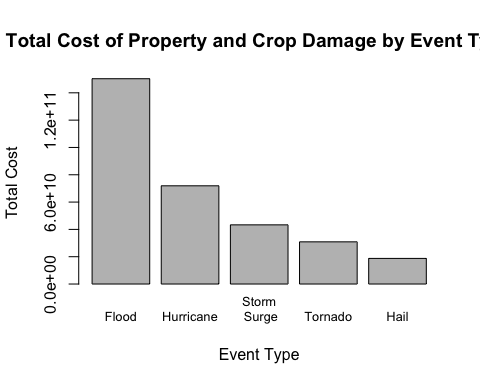 Total Cost of Property and Crop Damage by Event Ty
Total Cost
1.2e+11
6.0e+10
0.0e+00
Flood
Hurricane
Storm
Surge
Tornado
Hail
Event Type